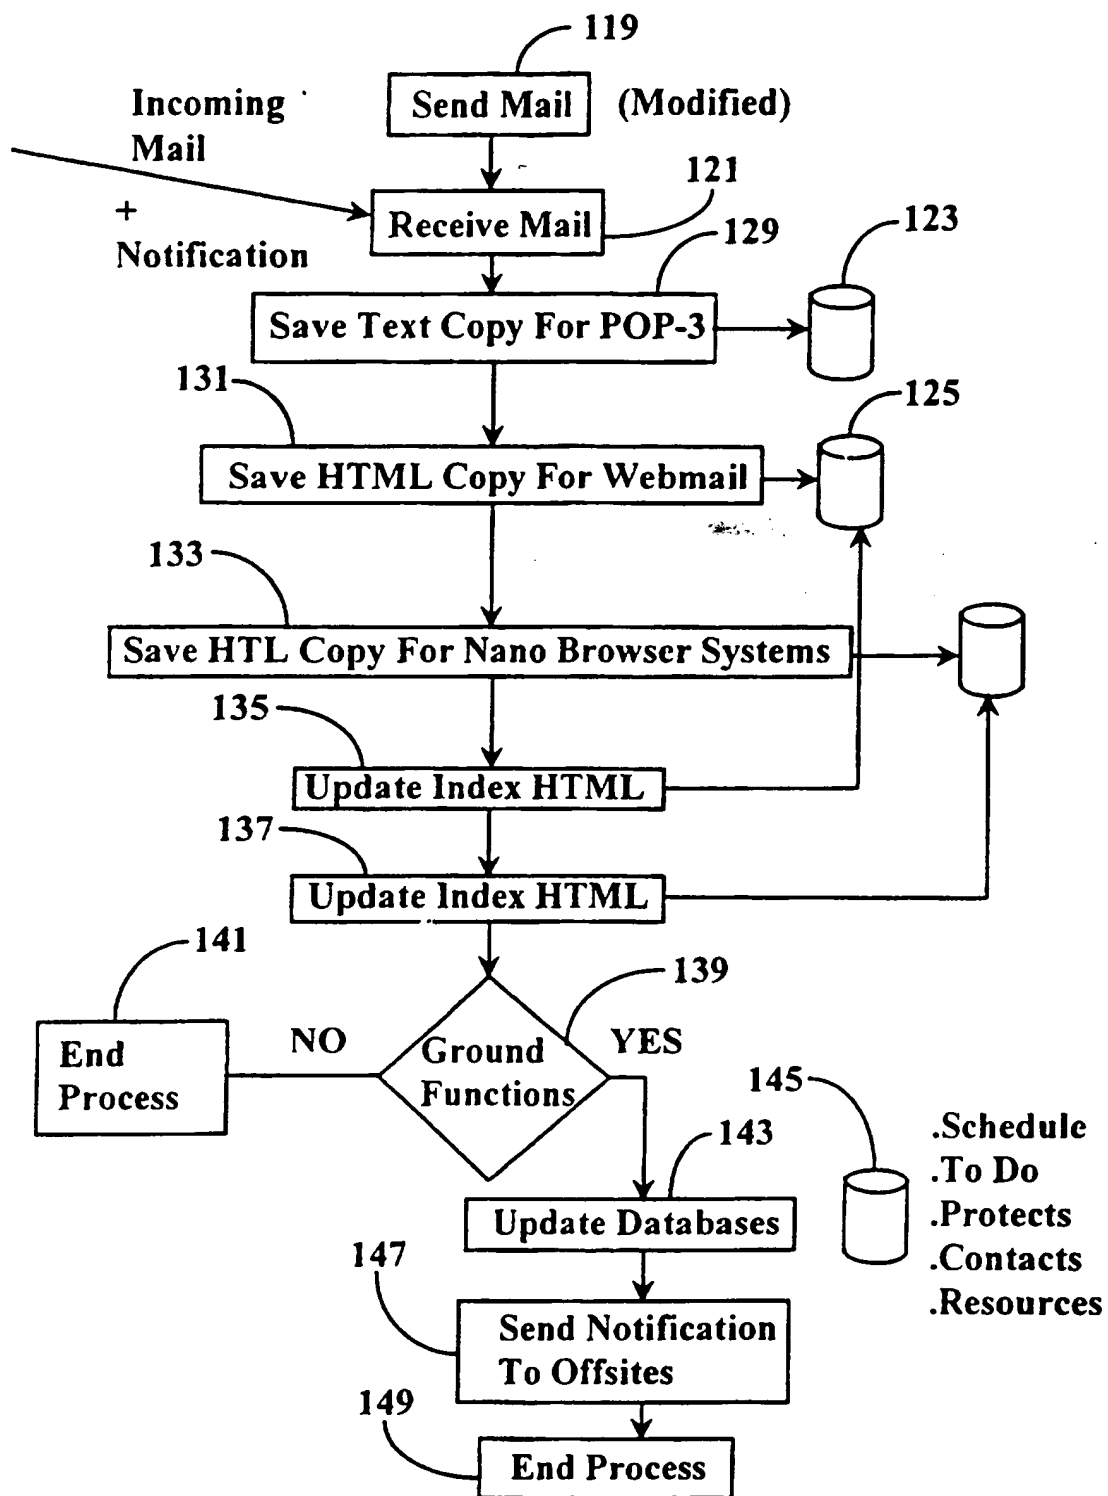 119
Incoming
Mail
+
Notification
Send Mail
(Modified)
121
Receive Mail
129
123
Save Text Copy For POP-3
131
125
Save HTML Copy For Webmail
133
Save HTL Copy For Nano Browser Systems
135
Update Index HTML
137
Update Index HTML
141
139
End
Process
NO
Ground
Functions
YES
145
143
Update Databases
.Schedule
.To Do
.Protects
.Contacts
.Resources
147
Send Notification
To Offsites
149
End Process